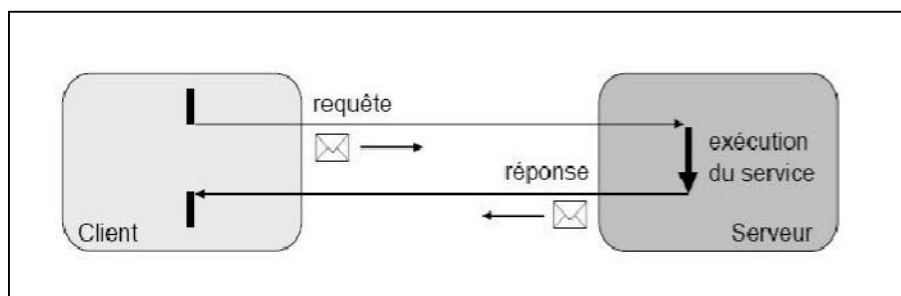 requête
exécution
du service
réponse
Client
Serveur